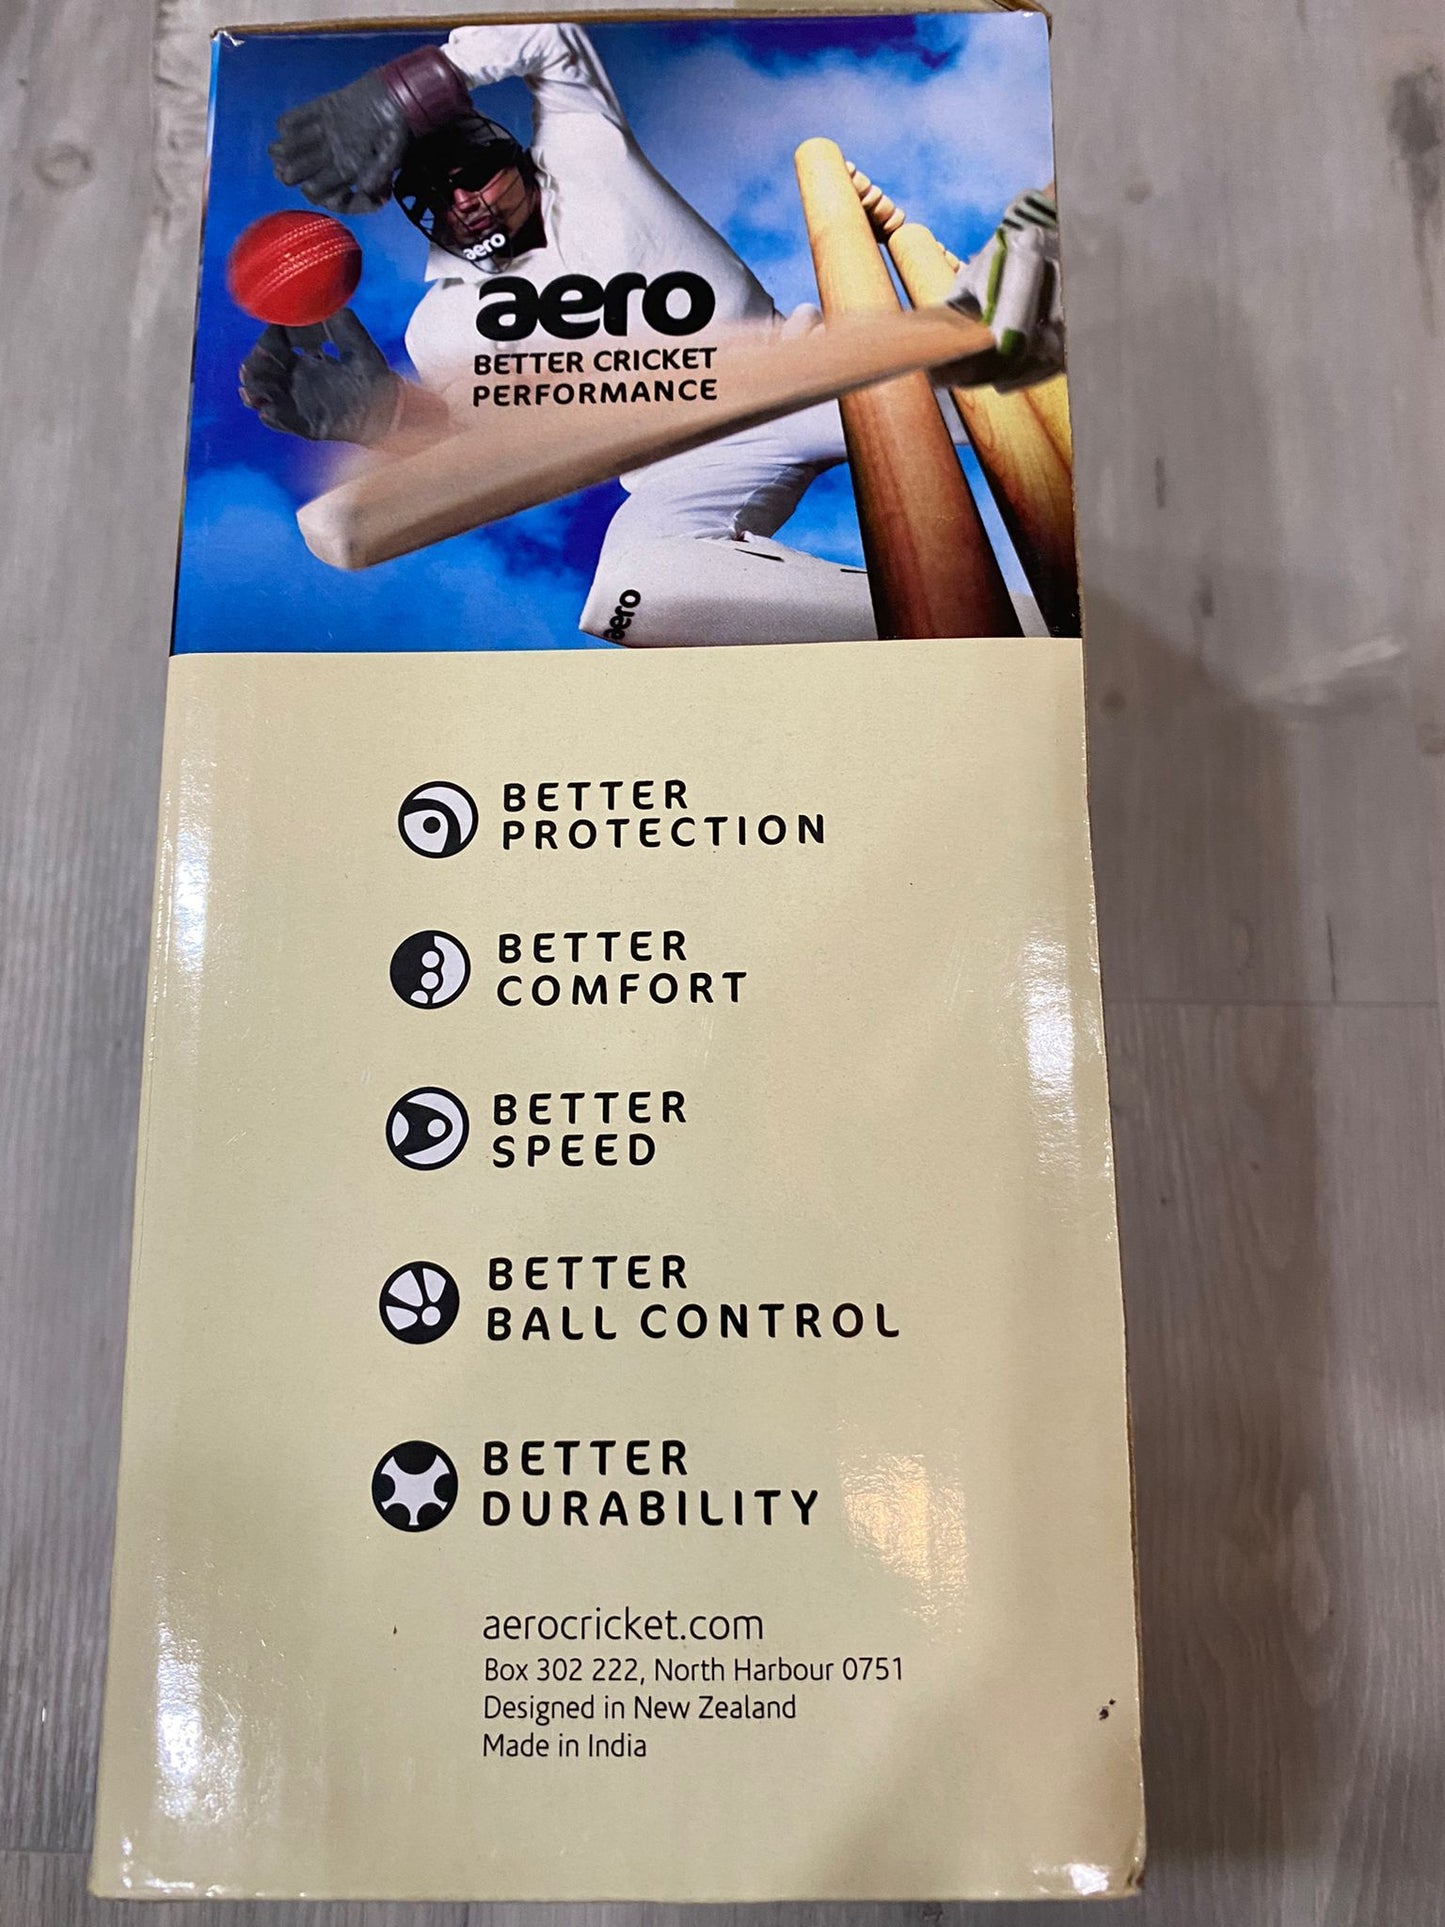 aero
aero
BETTER CRICKET
PERFORMANCE
aero
BETTER
PROTECTION
BETTER
COMFORT
BETTER
SPEED
BETTER
BALL CONTROL
BETTER
DURABILITY
aerocricket.com
Box 302 222, North Harbour 0751
Designed in New Zealand
Made in India